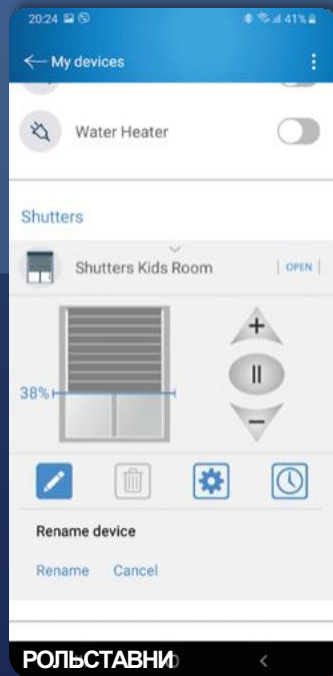 20:24
41%
My devices
Water Heater
Shutters
Shutters Kids Room
OPEN
38%
Rename device
Rename Cancel
РОЛЬСТАВНИ